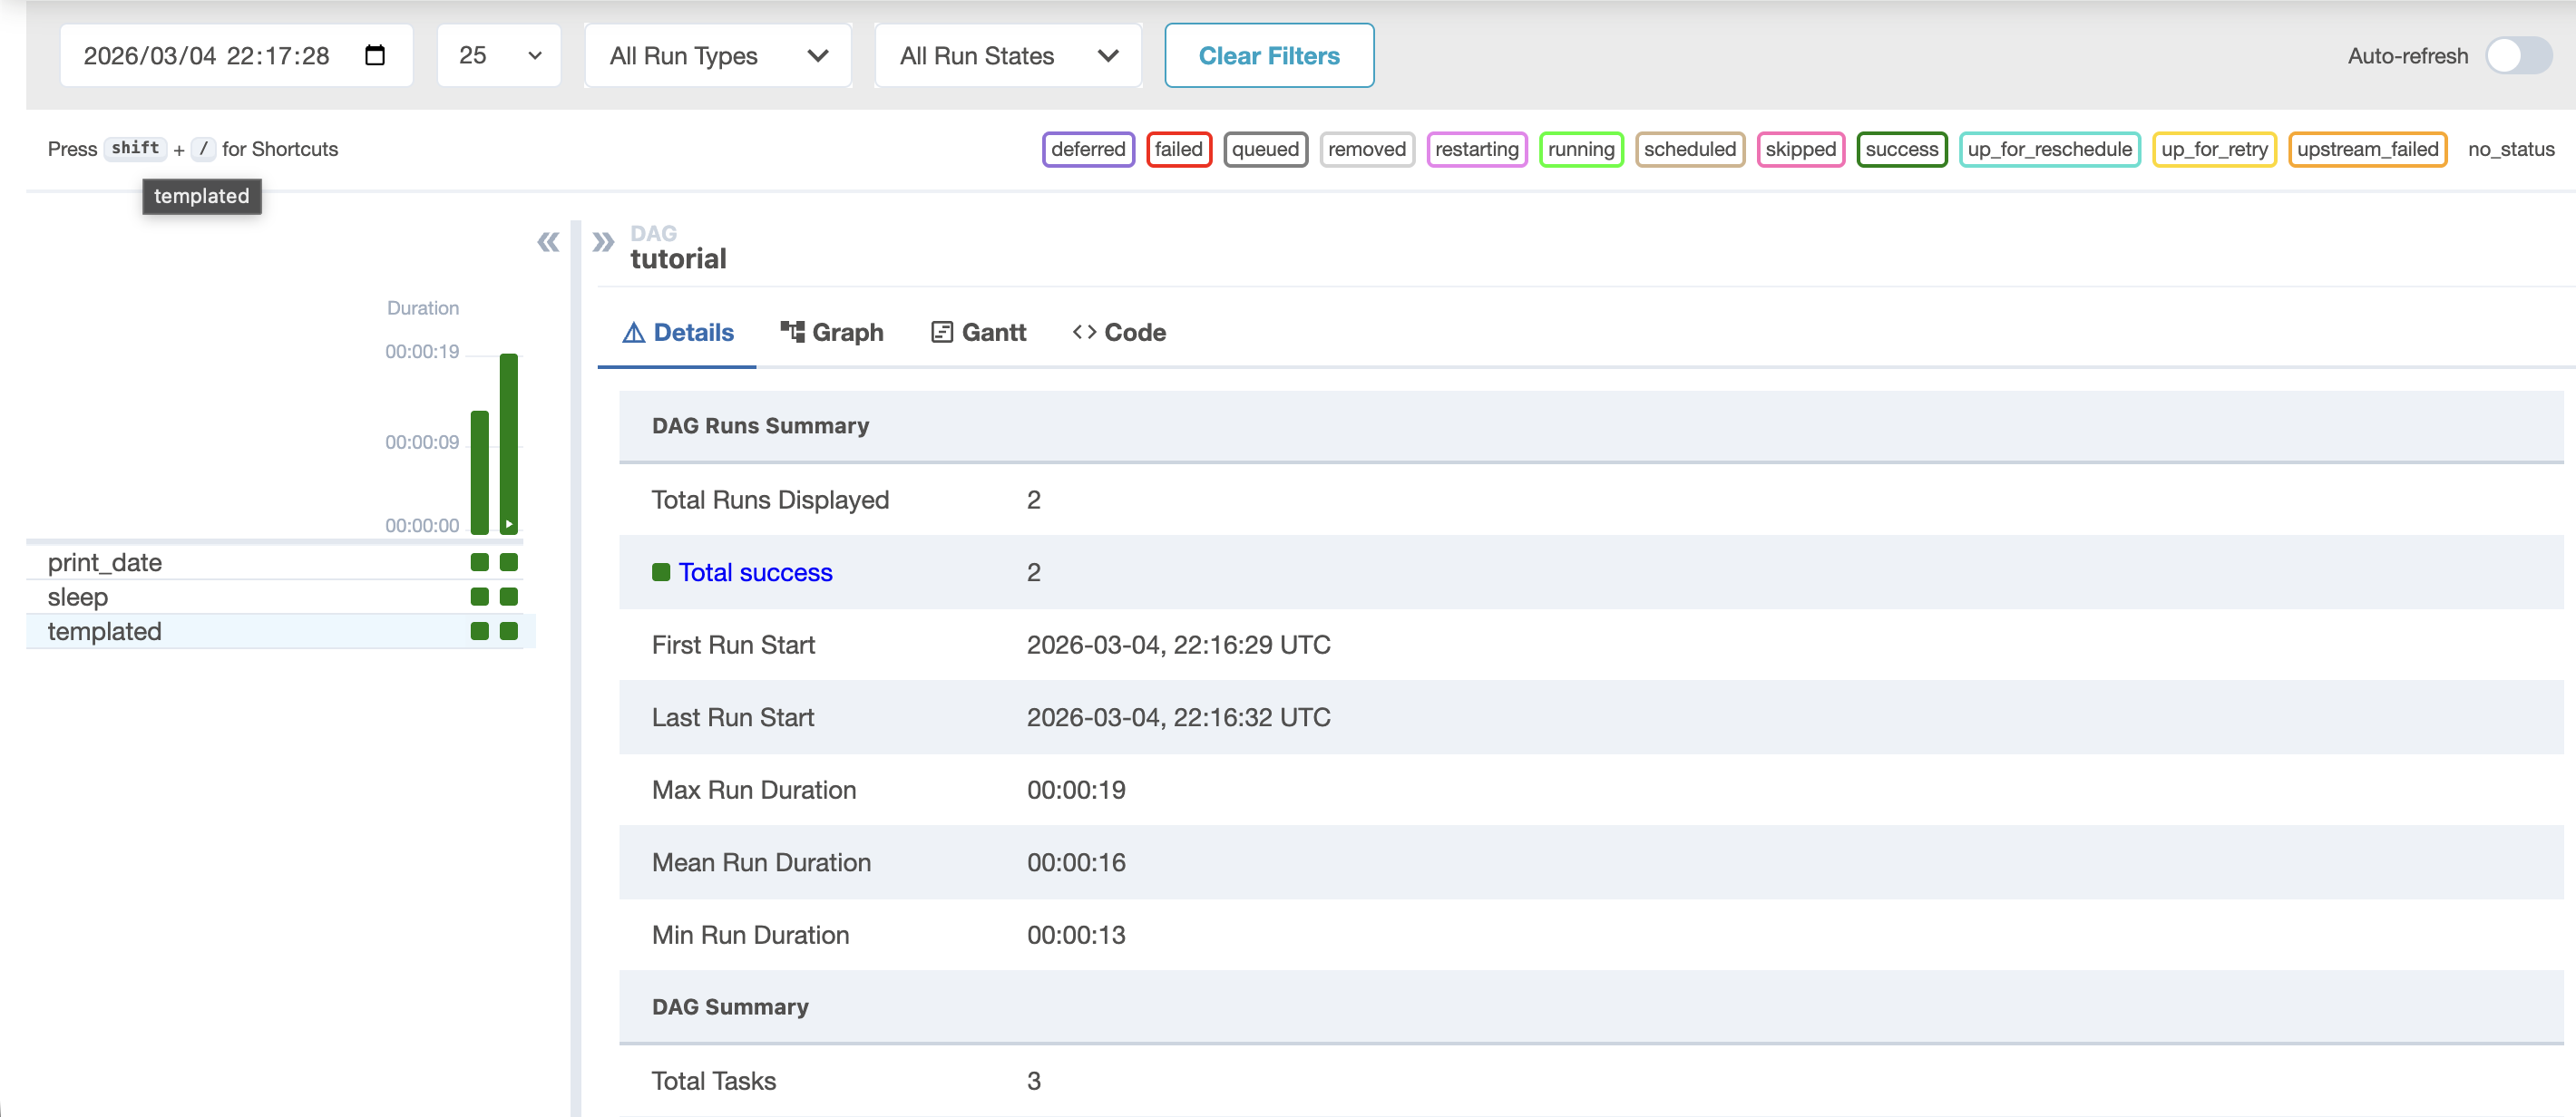 2026/03/04 22:17:28 25 All Run Types All Run States Clear Filters Auto-refresh
Press shift + / for Shortcuts deferred failed queued removed restarting running scheduled skipped success up_for_reschedule up_for_retry upstream_failed no_status
templated
DAG
tutorial
Duration
00:00:19
00:00:09
00:00:00
print_date
sleep
templated
Details Graph Gantt Code
DAG Runs Summary
Total Runs Displayed 2
Total success 2
First Run Start 2026-03-04, 22:16:29 UTC
Last Run Start 2026-03-04, 22:16:32 UTC
Max Run Duration 00:00:19
Mean Run Duration 00:00:16
Min Run Duration 00:00:13
DAG Summary
Total Tasks 3